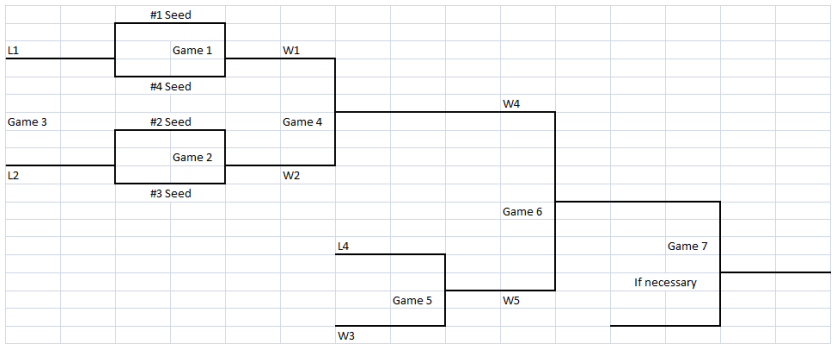 #1 Seed
L1
Game 1
W1
#4 Seed
W4
Game 3
#2 Seed
Game 4
Game 2
L2
W2
#3 Seed
Game 6
L4
Game 7
If necessary
Game 5
W5
W3